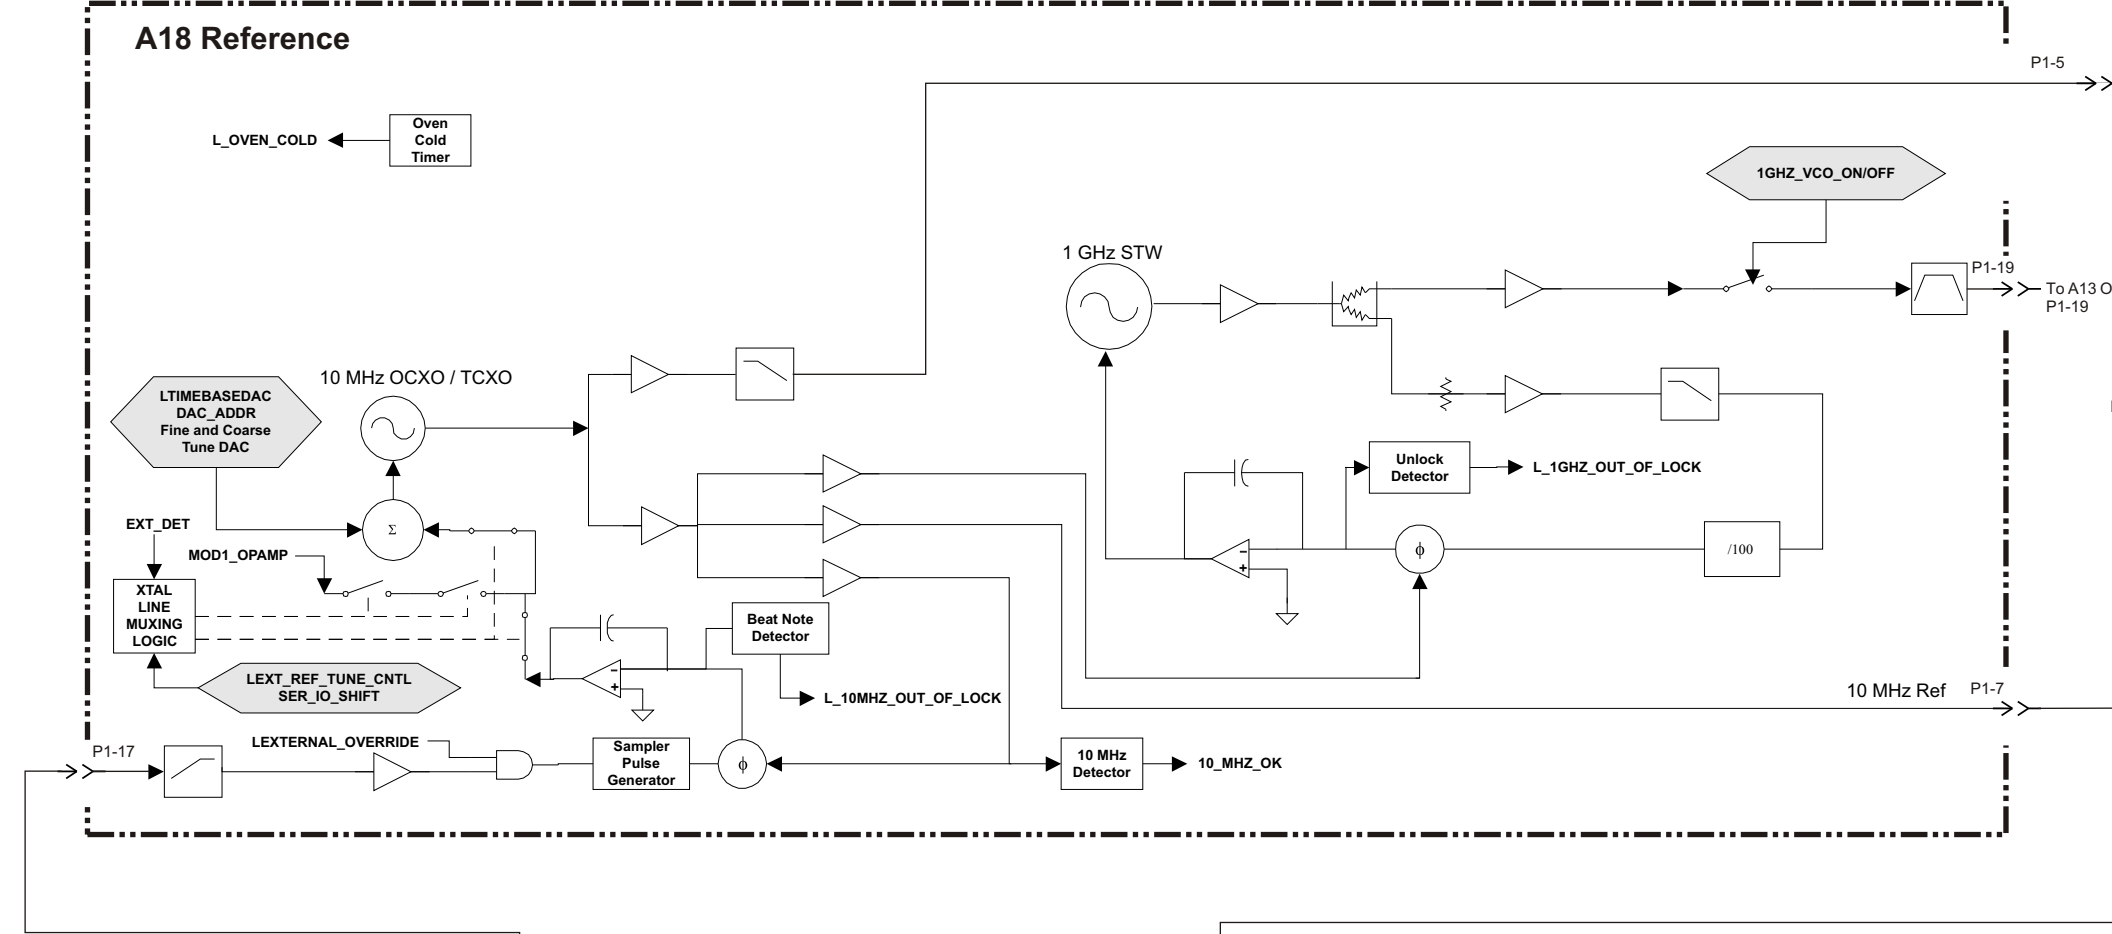 A18 Reference
P1-5
Oven
Cold
Timer
L_OVEN_COLD
1GHZ_VCO_ON/OFF
1 GHz STW
P1-19
To A13 O
P1-19
10 MHz OCXO / TCXO
LTIMEBASEDAC
DAC_ADDR
Fine and Coarse
Tune DAC
Unlock
Detector
L_1GHZ_OUT_OF_LOCK
EXT_DET
Σ
MOD1_OPAMP
ϕ
/100
XTAL
LINE
MUXING
LOGIC
Beat Note
Detector
LEXT_REF_TUNE_CNTL
SER_IO_SHIFT
L_10MHZ_OUT_OF_LOCK
10 MHz Ref
P1-7
P1-17
LEXTERNAL_OVERRIDE
Sampler
Pulse
Generator
ϕ
10 MHz
Detector
10_MHZ_OK